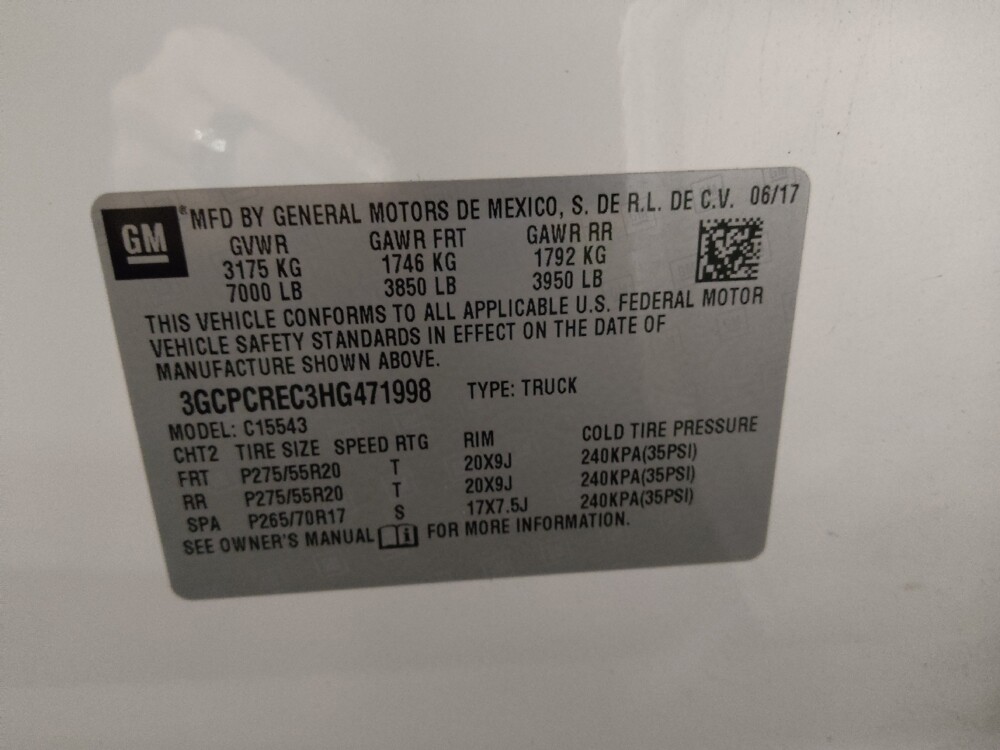 GM
®MFD BY GENERAL MOTORS DE MEXICO, S. DE R.L. DE C.V. 06/17
GVWR GAWR FRT GAWR RR
3175 KG 1746 KG 1792 KG
7000 LB 3850 LB 3950 LB
THIS VEHICLE CONFORMS TO ALL APPLICABLE U.S. FEDERAL MOTOR
VEHICLE SAFETY STANDARDS IN EFFECT ON THE DATE OF
MANUFACTURE SHOWN ABOVE.
3GCPCREC3HG471998 TYPE: TRUCK
MODEL: C15543
CHT2 TIRE SIZE SPEED RTG RIM COLD TIRE PRESSURE
FRT P275/55R20 T 20X9J 240KPA(35PSI)
RR P275/55R20 T 20X9J 240KPA(35PSI)
SPA P265/70R17 S 17X7.5J 240KPA(35PSI)
SEE OWNER'S MANUAL FOR MORE INFORMATION.